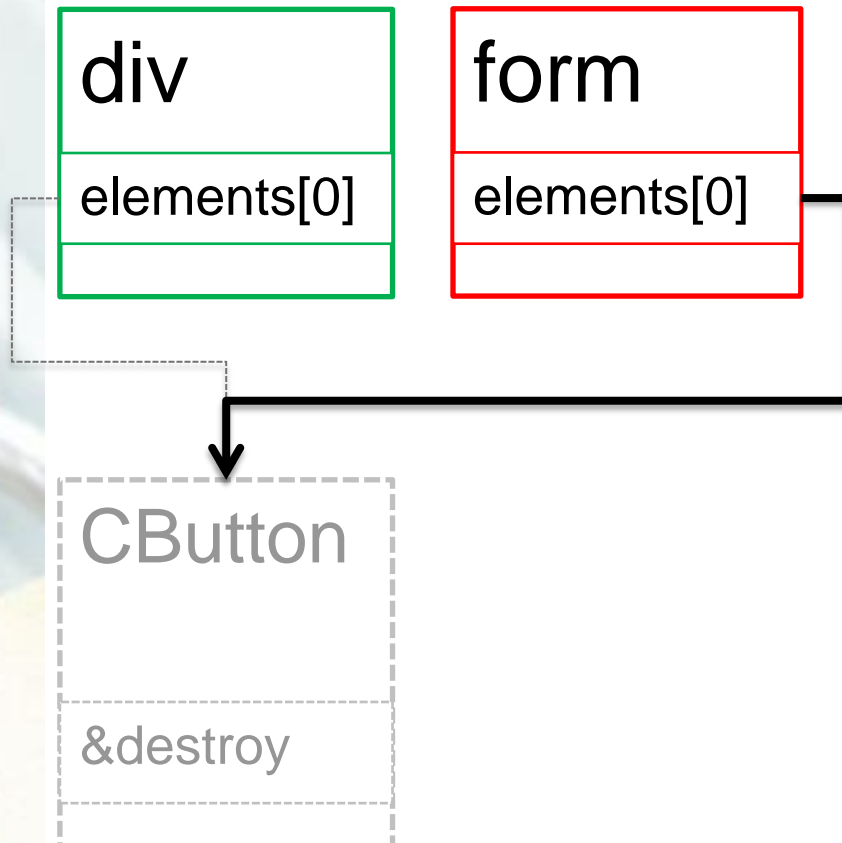 div
elements[0]
form
elements[0]
CButton
&destroy